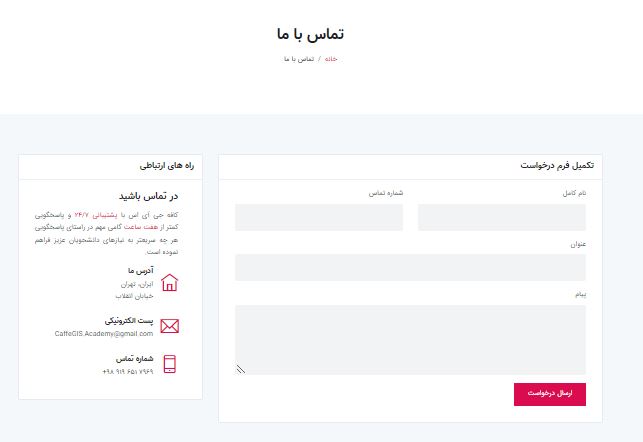 تماس با ما
خانه / تماس با ما
تکمیل فرم درخواست
نام کامل
شماره تماس
عنوان
پیام
ارسال درخواست
راه های ارتباطی
در تماس باشید
کافه جی آی اس با پشتیبانی ۲۴/۷ و پاسخگویی
کمتر از هفت ساعت گامی مهم در راستای پاسخگویی
هر چه سریعتر به نیازهای دانشجویان عزیز فراهم
نموده است.
آدرس ما
ایران، تهران
خیابان انقلاب
پست الکترونیکی
CaffeGIS.Academy@gmail.com
شماره تماس
+۹۸ ۹۱۹ ۶۵۱ ۷۹۶۹